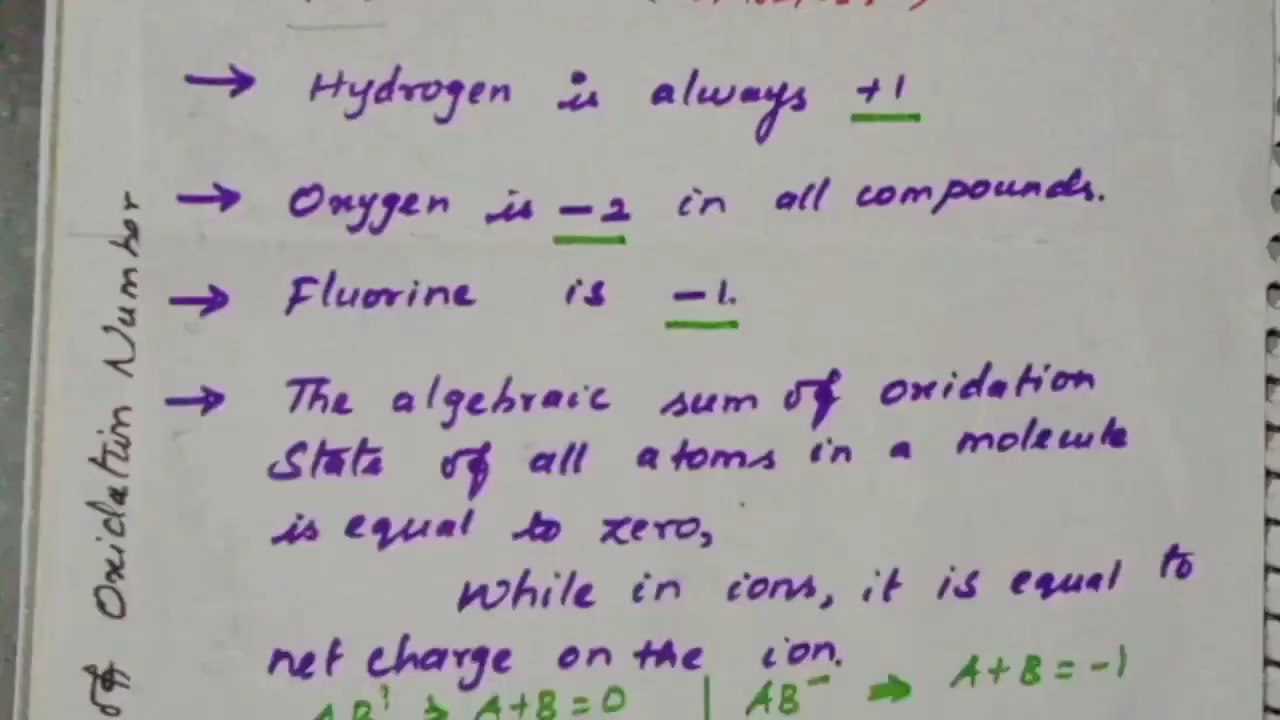 → Hydrogen is always +1
→ Oxygen is -2 in all compounds.
→ Fluorine is -1.
→ The algebraic sum of oxidation
State of all atoms in a molecule
is equal to zero,
while in ions, it is equal to
net charge on the ion.
A+B=0 | AB⁻ → A+B=-1
of Oxidation Number